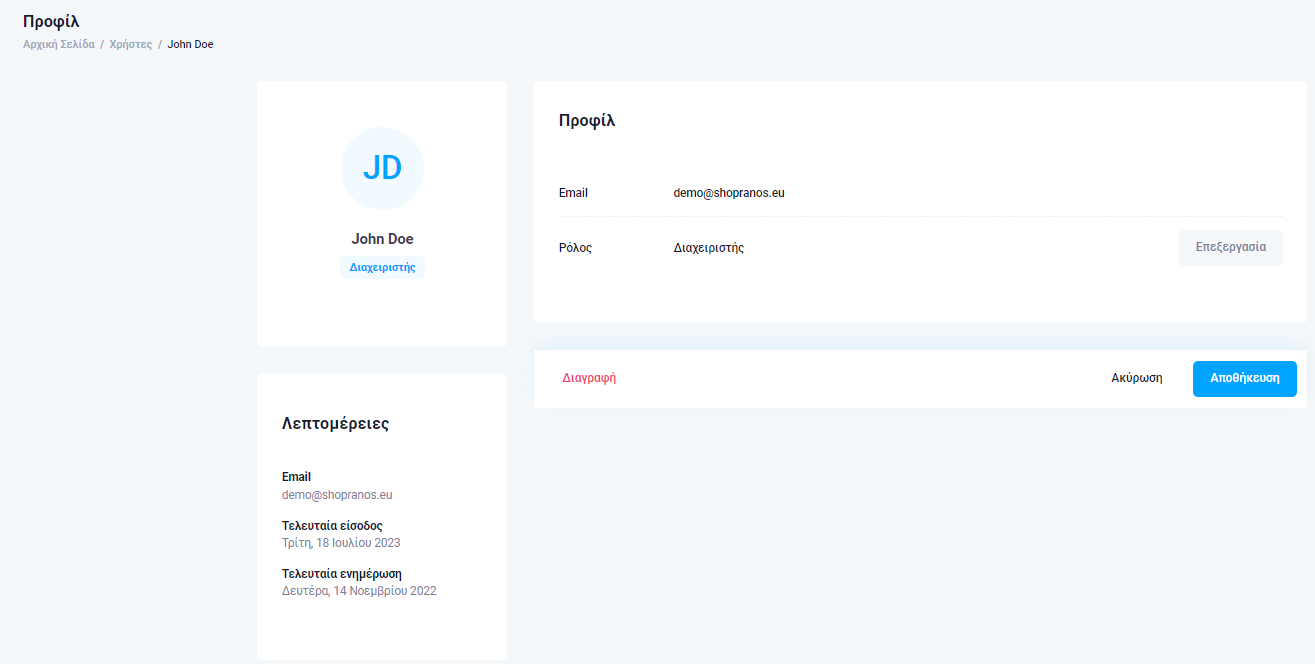 Προφίλ
Αρχική Σελίδα / Χρήστες / John Doe
JD
John Doe
Διαχειριστής
Λεπτομέρειες
Email
demo@shopranos.eu
Τελευταία είσοδος
Τρίτη, 18 Ιουλίου 2023
Τελευταία ενημέρωση
Δευτέρα, 14 Νοεμβρίου 2022
Προφίλ
Email demo@shopranos.eu
Ρόλος Διαχειριστής Επεξεργασία
Διαγραφή Ακύρωση Αποθήκευση